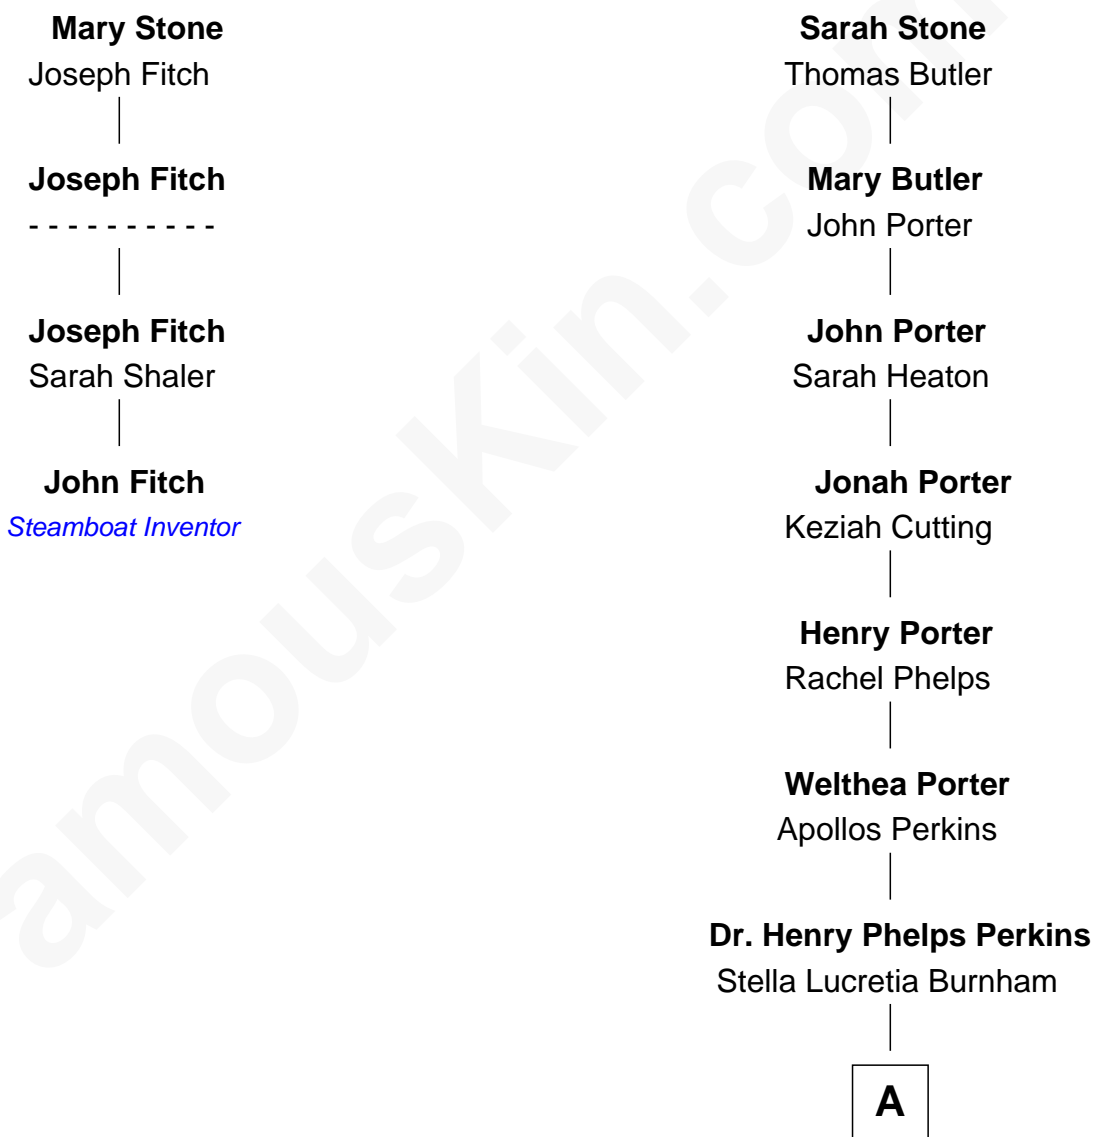 Mary Stone
Joseph Fitch
Joseph Fitch
- - - - - - - - - -
Joseph Fitch
Sarah Shaler
John Fitch
Steamboat Inventor
Sarah Stone
Thomas Butler
Mary Butler
John Porter
John Porter
Sarah Heaton
Jonah Porter
Keziah Cutting
Henry Porter
Rachel Phelps
Welthea Porter
Apollos Perkins
Dr. Henry Phelps Perkins
Stella Lucretia Burnham
A
amouskin.com